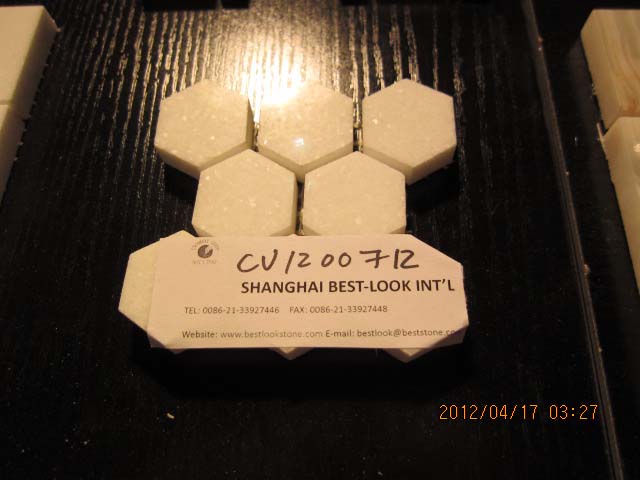 CV1200712
SHANGHAI BEST-LOOK INT'L
TEL: 0086-21-33927446 FAX: 0086-21-33927448
Website: www.bestlookstone.com E-mail: bestlook@beststone.co
2012/04/17 03:27